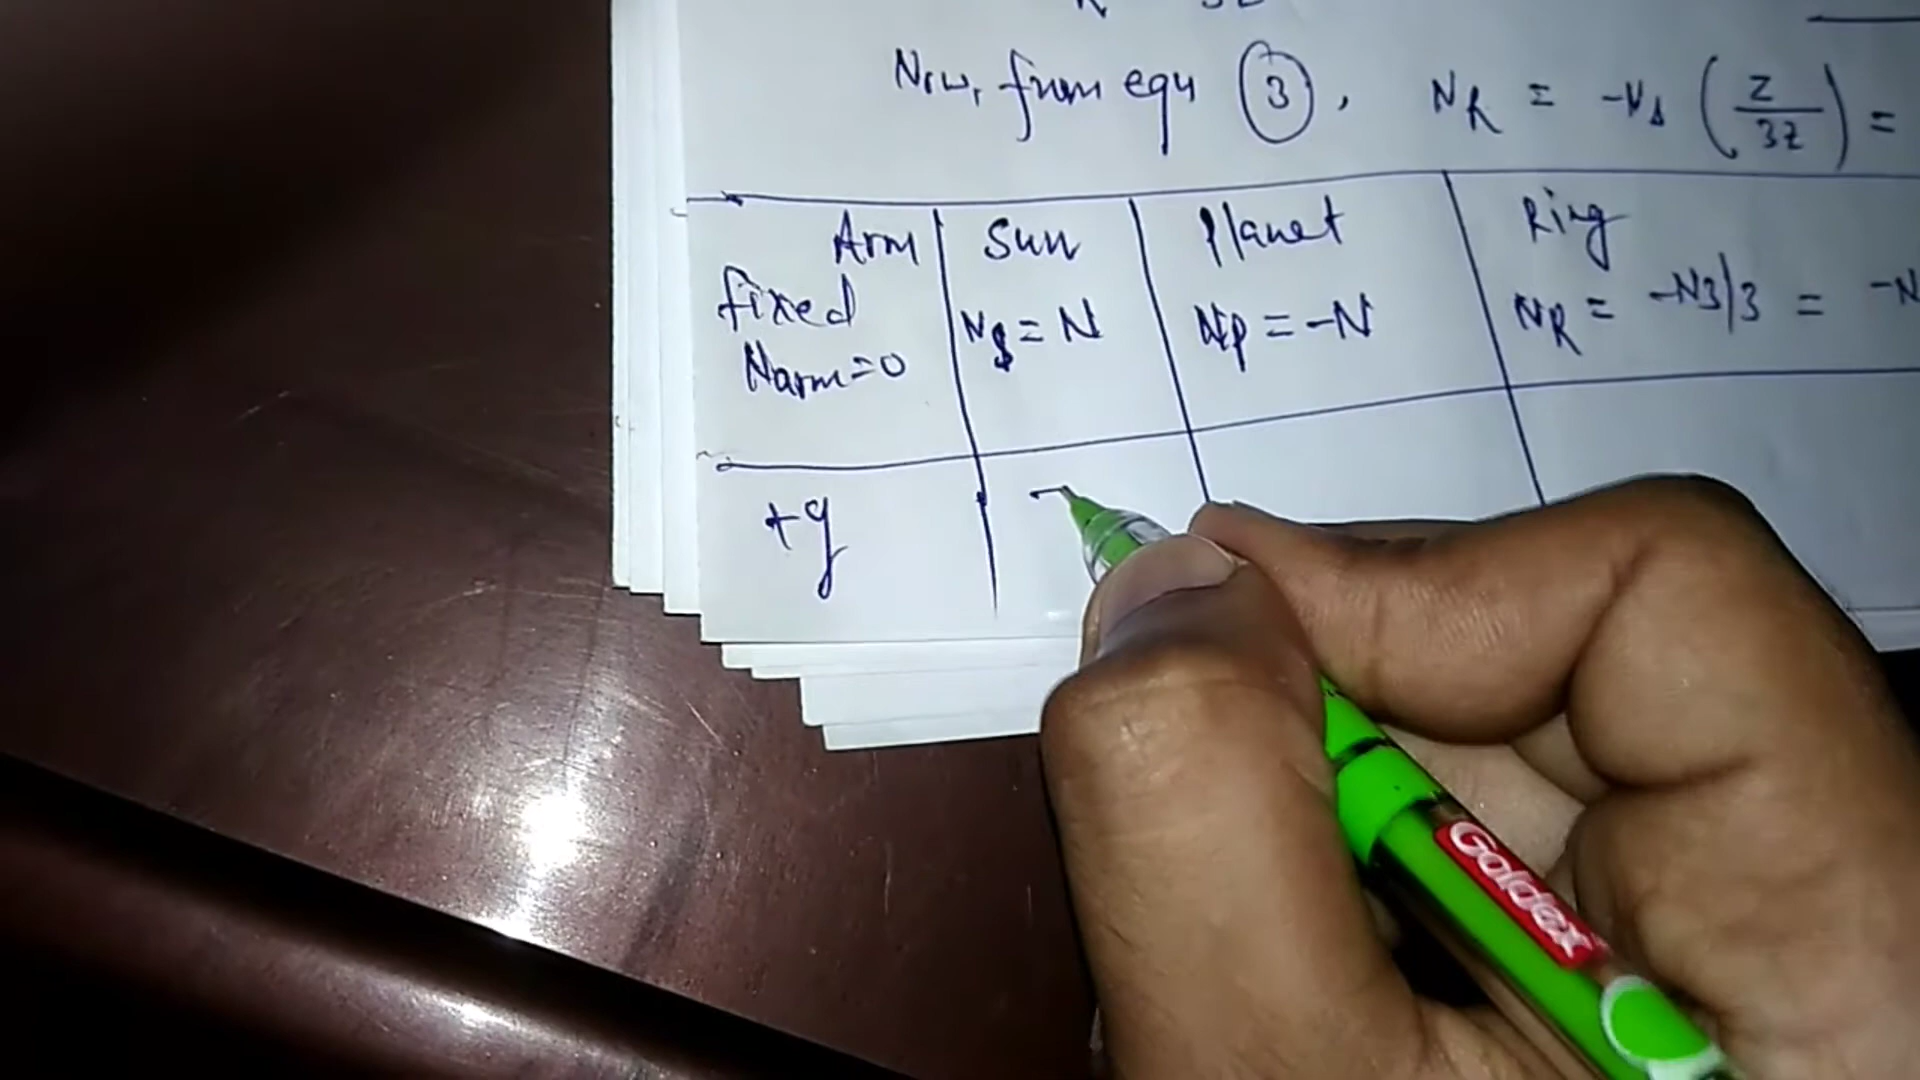 Now, from equ (3), NR = -Ns (Z/3Z) =
Arm Sun Planet Ring
fixed Ns = N NP = -N NR = -N3/3 = -N
Narm = 0
+y
Goldex